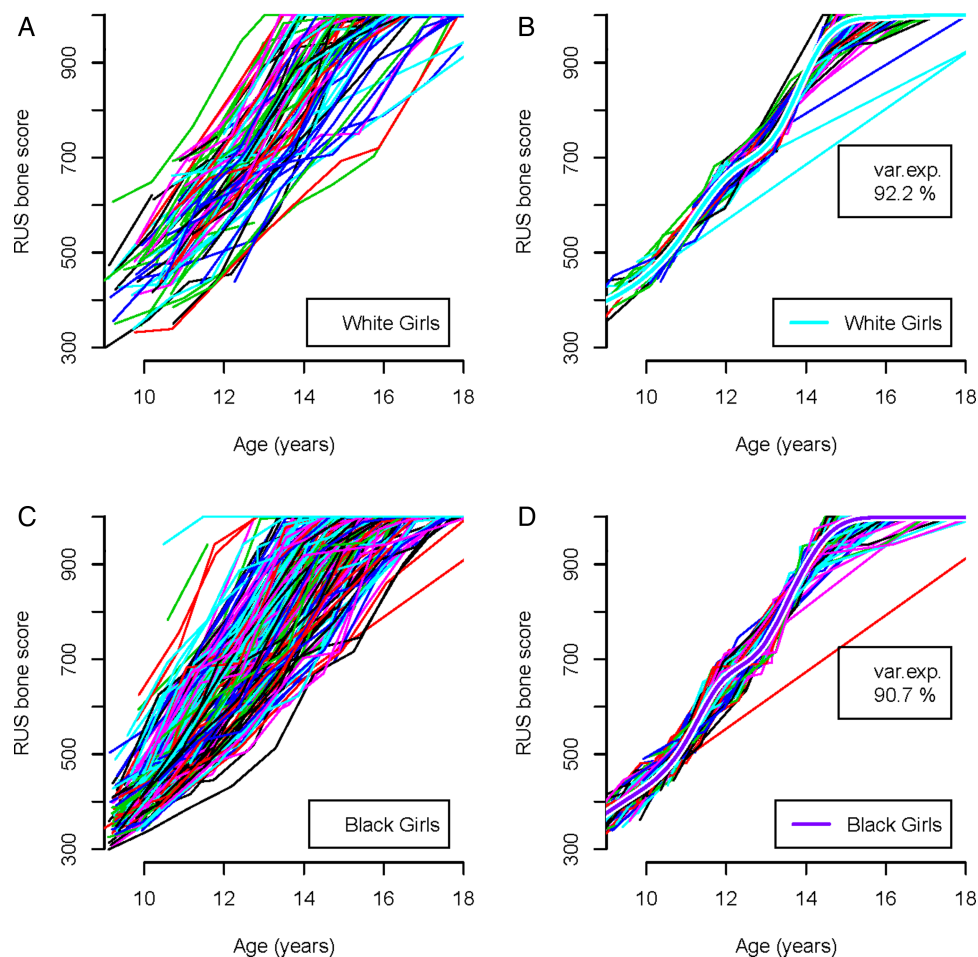 A
RUS bone score
900
700
500
300
White Girls
10 12 14 16 18
Age (years)
B
RUS bone score
900
700
500
300
var.exp.
92.2 %
White Girls
10 12 14 16 18
Age (years)
C
RUS bone score
900
700
500
300
Black Girls
10 12 14 16 18
Age (years)
D
RUS bone score
900
700
500
300
var.exp.
90.7 %
Black Girls
10 12 14 16 18
Age (years)